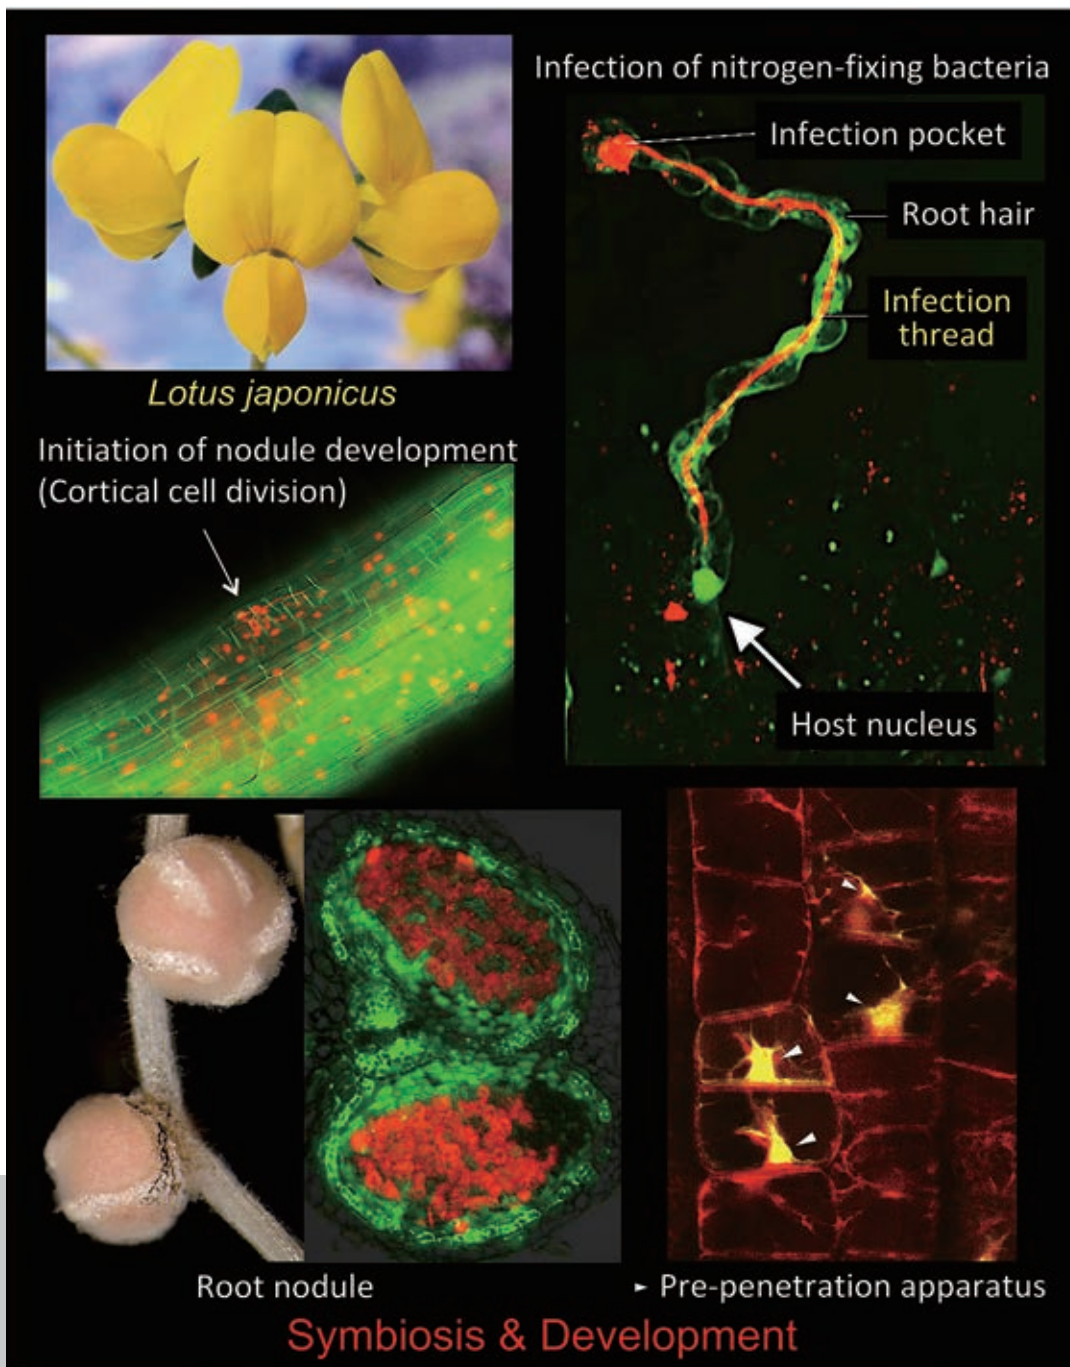 Infection of nitrogen-fixing bacteria
Infection pocket
Root hair
Infection
thread
Lotus japonicus
Initiation of nodule development
(Cortical cell division)
Host nucleus
Root nodule
Pre-penetration apparatus
Symbiosis & Development